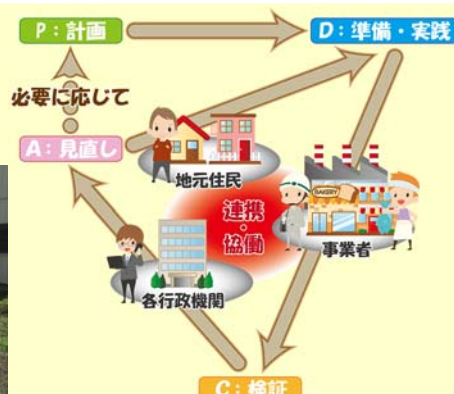 P：計画
D：準備・実践
必要に応じて
A：見直し
地元住民
BAKERY
連携
・
協働
事業者
各行政機関
C：検証